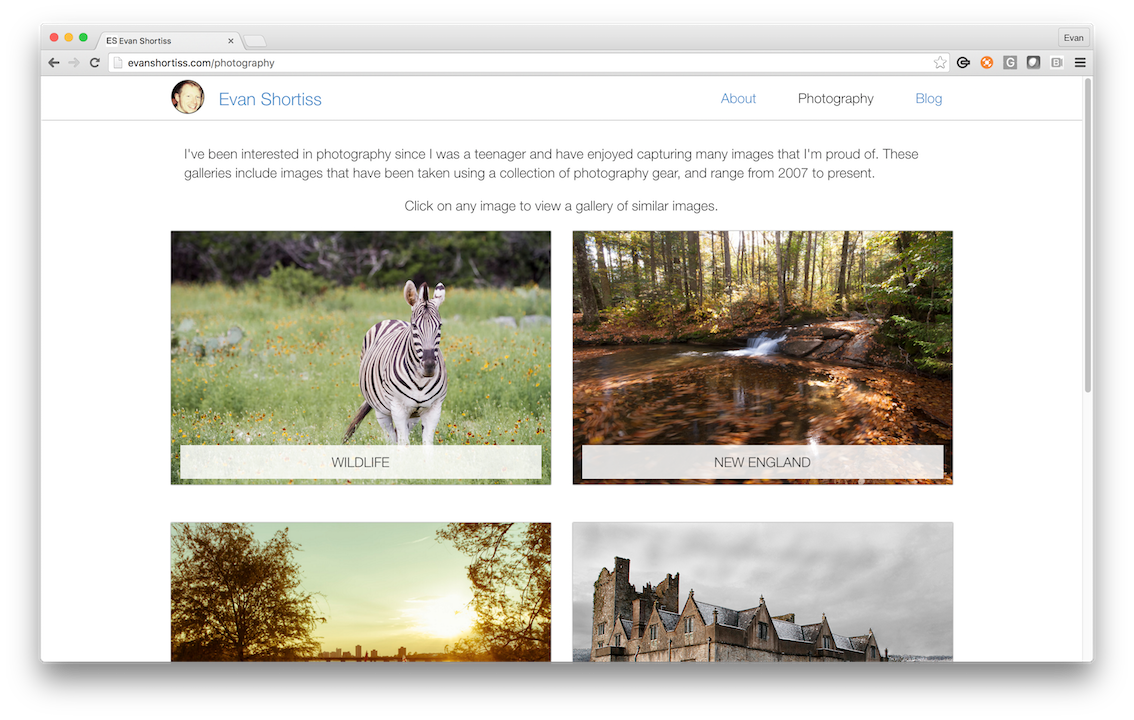 ES Evan Shortiss
Evan
evanshortiss.com/photography
Evan Shortiss
About
Photography
Blog
I've been interested in photography since I was a teenager and have enjoyed capturing many images that I'm proud of. These
galleries include images that have been taken using a collection of photography gear, and range from 2007 to present.
Click on any image to view a gallery of similar images.
WILDLIFE
NEW ENGLAND